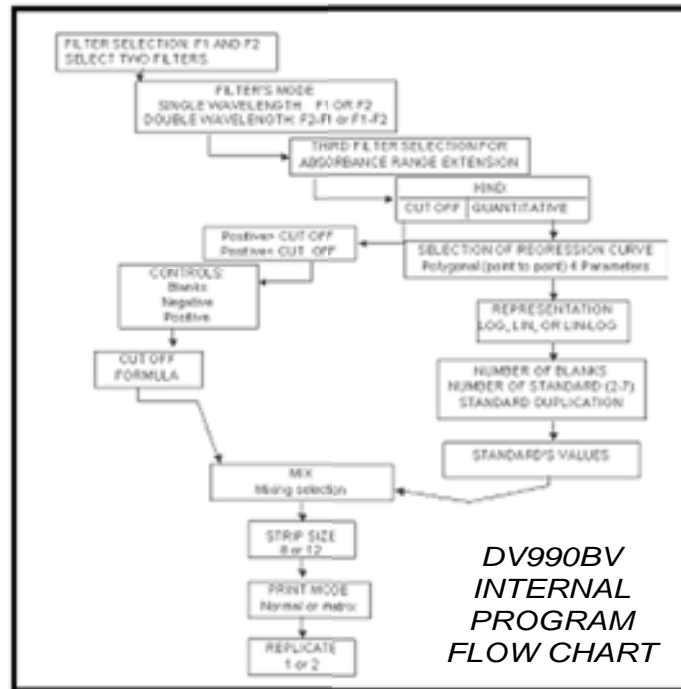 FILTER SELECTION: F1 AND F2
SELECT TWO FILTERS
FILTER'S MODE
SINGLE WAVELENGTH: F1 OR F2
DOUBLE WAVELENGTH: F2-F1 or F1-F2
THIRD FILTER SELECTION FOR
ABSORBANCE RANGE EXTENSION
KIND:
CUT OFF QUANTITATIVE
Positive> CUT OFF
Positive< CUT OFF
SELECTION OF REGRESSION CURVE
Polygonal (point to point) 4 Parameters
CONTROLS:
Blanks
Negative
Positive
REPRESENTATION
LOG, LIN, OR LIN-LOG
CUT OFF
FORMULA
NUMBER OF BLANKS
NUMBER OF STANDARD (2-7)
STANDARD DUPLICATION
STANDARD'S VALUES
MIX
Mixing selection
STRIP SIZE
8 or 12
PRINT MODE
Normal or matrix
REPLICATE
1 or 2
DV990BV
INTERNAL
PROGRAM
FLOW CHART